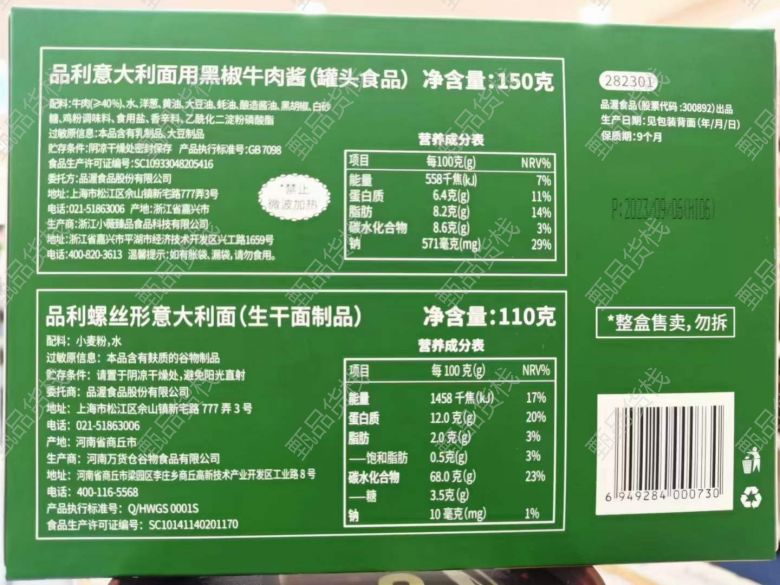 品利意大利面用黑椒牛肉酱（罐头食品） 净含量:150克
配料:牛肉(≥40%),水,洋葱,黄油,大豆油,蚝油,酿造酱油,黑胡椒,白砂
糖,鸡粉调味料,食用盐,香辛料,乙酰化二淀粉磷酸酯
过敏原信息：本品含有乳制品,大豆制品
贮存条件:阴凉干燥处密封保存 产品执行标准号:GB 7098
食品生产许可证编号:SC10933048205416
委托方：品渥食品股份有限公司
地址:上海市松江区佘山镇新宅路777弄3号
电话:021-51863006 产地:浙江省嘉兴市
生产商:浙江小薇臻品食品科技有限公司
地址:浙江省嘉兴市平湖市经济技术开发区兴工路1659号
电话:400-820-3613 温馨提示:如有胀袋、漏袋,请勿食用。
*禁止
微波加热
营养成分表
项目 每100克(g) NRV%
能量 558千焦(kJ) 7%
蛋白质 6.4克(g) 11%
脂肪 8.2克(g) 14%
碳水化合物 8.6克(g) 3%
钠 571毫克(mg) 29%
品利螺丝形意大利面（生干面制品） 净含量:110克
配料：小麦粉,水
过敏原信息：本品含有麸质的谷物制品
贮存条件：请置于阴凉干燥处,避免阳光直射
委托商：品渥食品股份有限公司
地址：上海市松江区佘山镇新宅路 777 弄 3 号
电话：021-51863006
产地：河南省商丘市
生产商：河南万货仓谷物食品有限公司
地址：河南省商丘市梁园区李庄乡商丘高新技术产业开发区工业路 8 号
电话：400-116-5568
产品执行标准号：Q/HWGS 0001S
食品生产许可证编号：SC10141140201170
营养成分表
项目 每 100 克(g) NRV%
能量 1458 千焦(kJ) 17%
蛋白质 12.0 克(g) 20%
脂肪 2.0 克(g) 3%
—饱和脂肪 0.5克(g) 3%
碳水化合物 68.0 克(g) 23%
—糖 3.5克(g)
钠 10 毫克(mg) 1%
282301
品渥食品(股票代码:300892)出品
生产日期:见包装背面(年/月/日)
保质期:9个月
P:2023/09/05(H106)
*整盒售卖,勿拆
6 949284 000730
甄品货栈